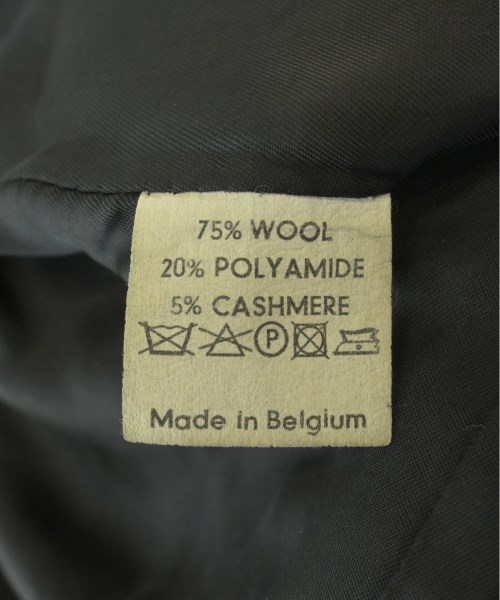 75% WOOL
20% POLYAMIDE
5% CASHMERE
P
Made in Belgium